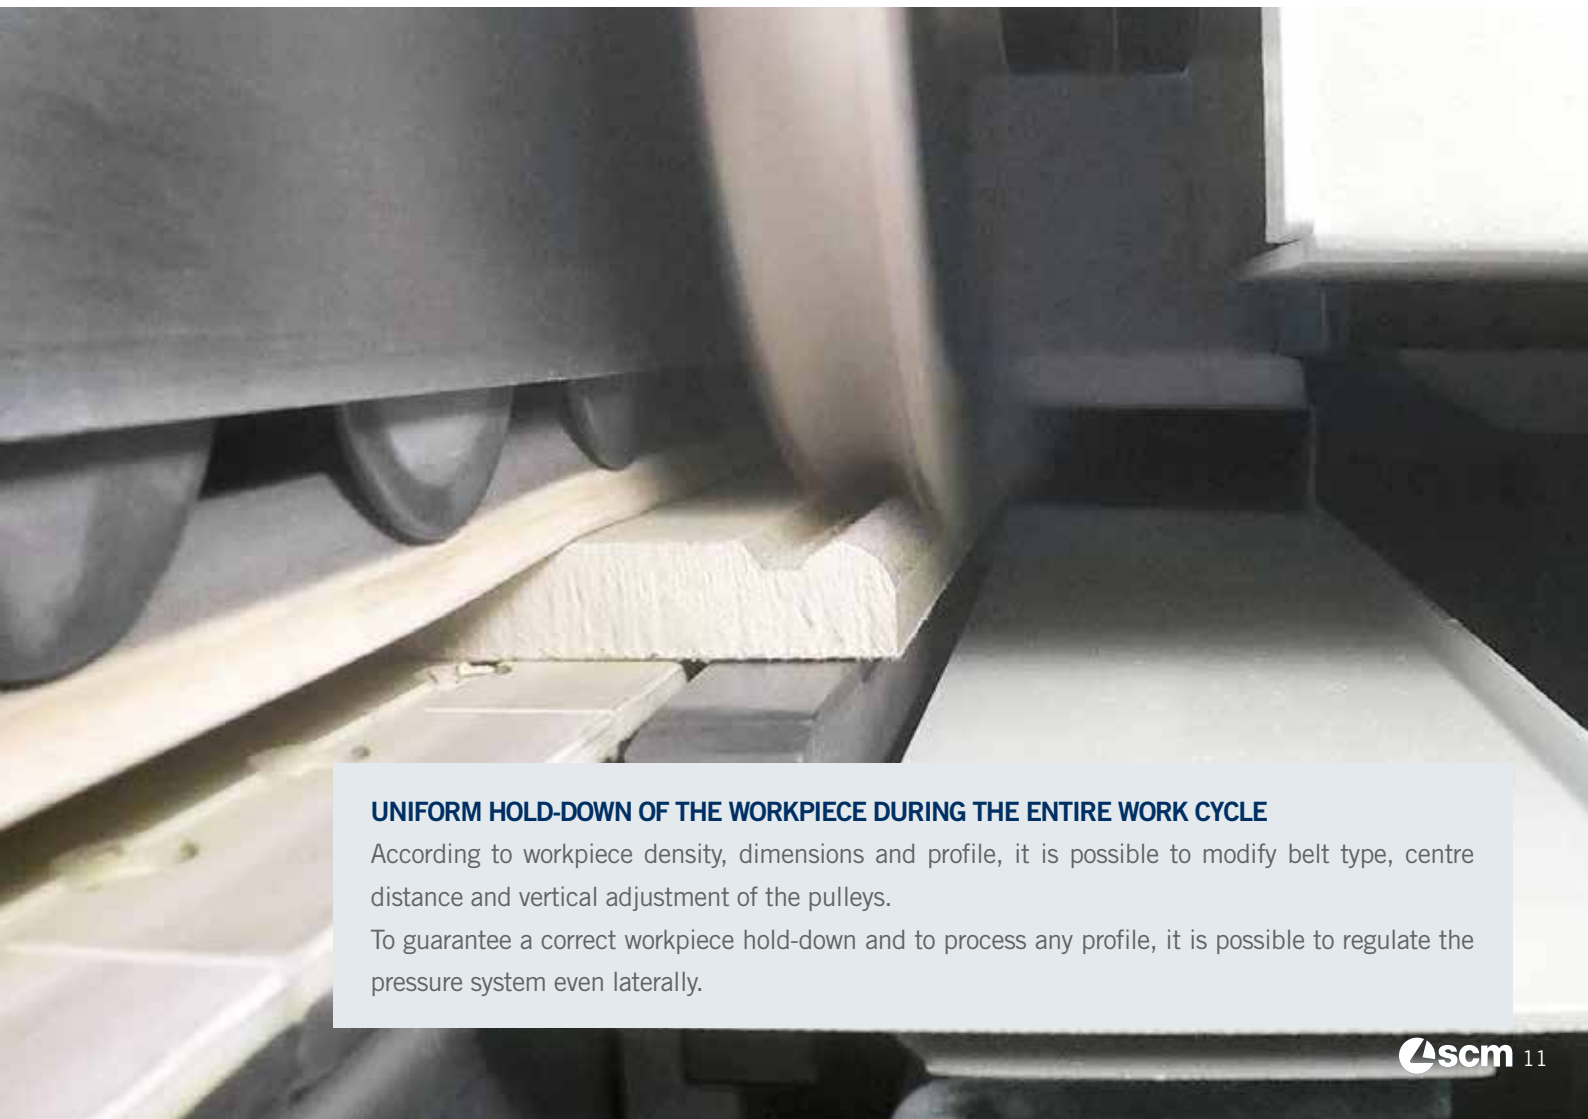 UNIFORM HOLD-DOWN OF THE WORKPIECE DURING THE ENTIRE WORK CYCLE
According to workpiece density, dimensions and profile, it is possible to modify belt type, centre
distance and vertical adjustment of the pulleys.
To guarantee a correct workpiece hold-down and to process any profile, it is possible to regulate the
pressure system even laterally.
scm 11